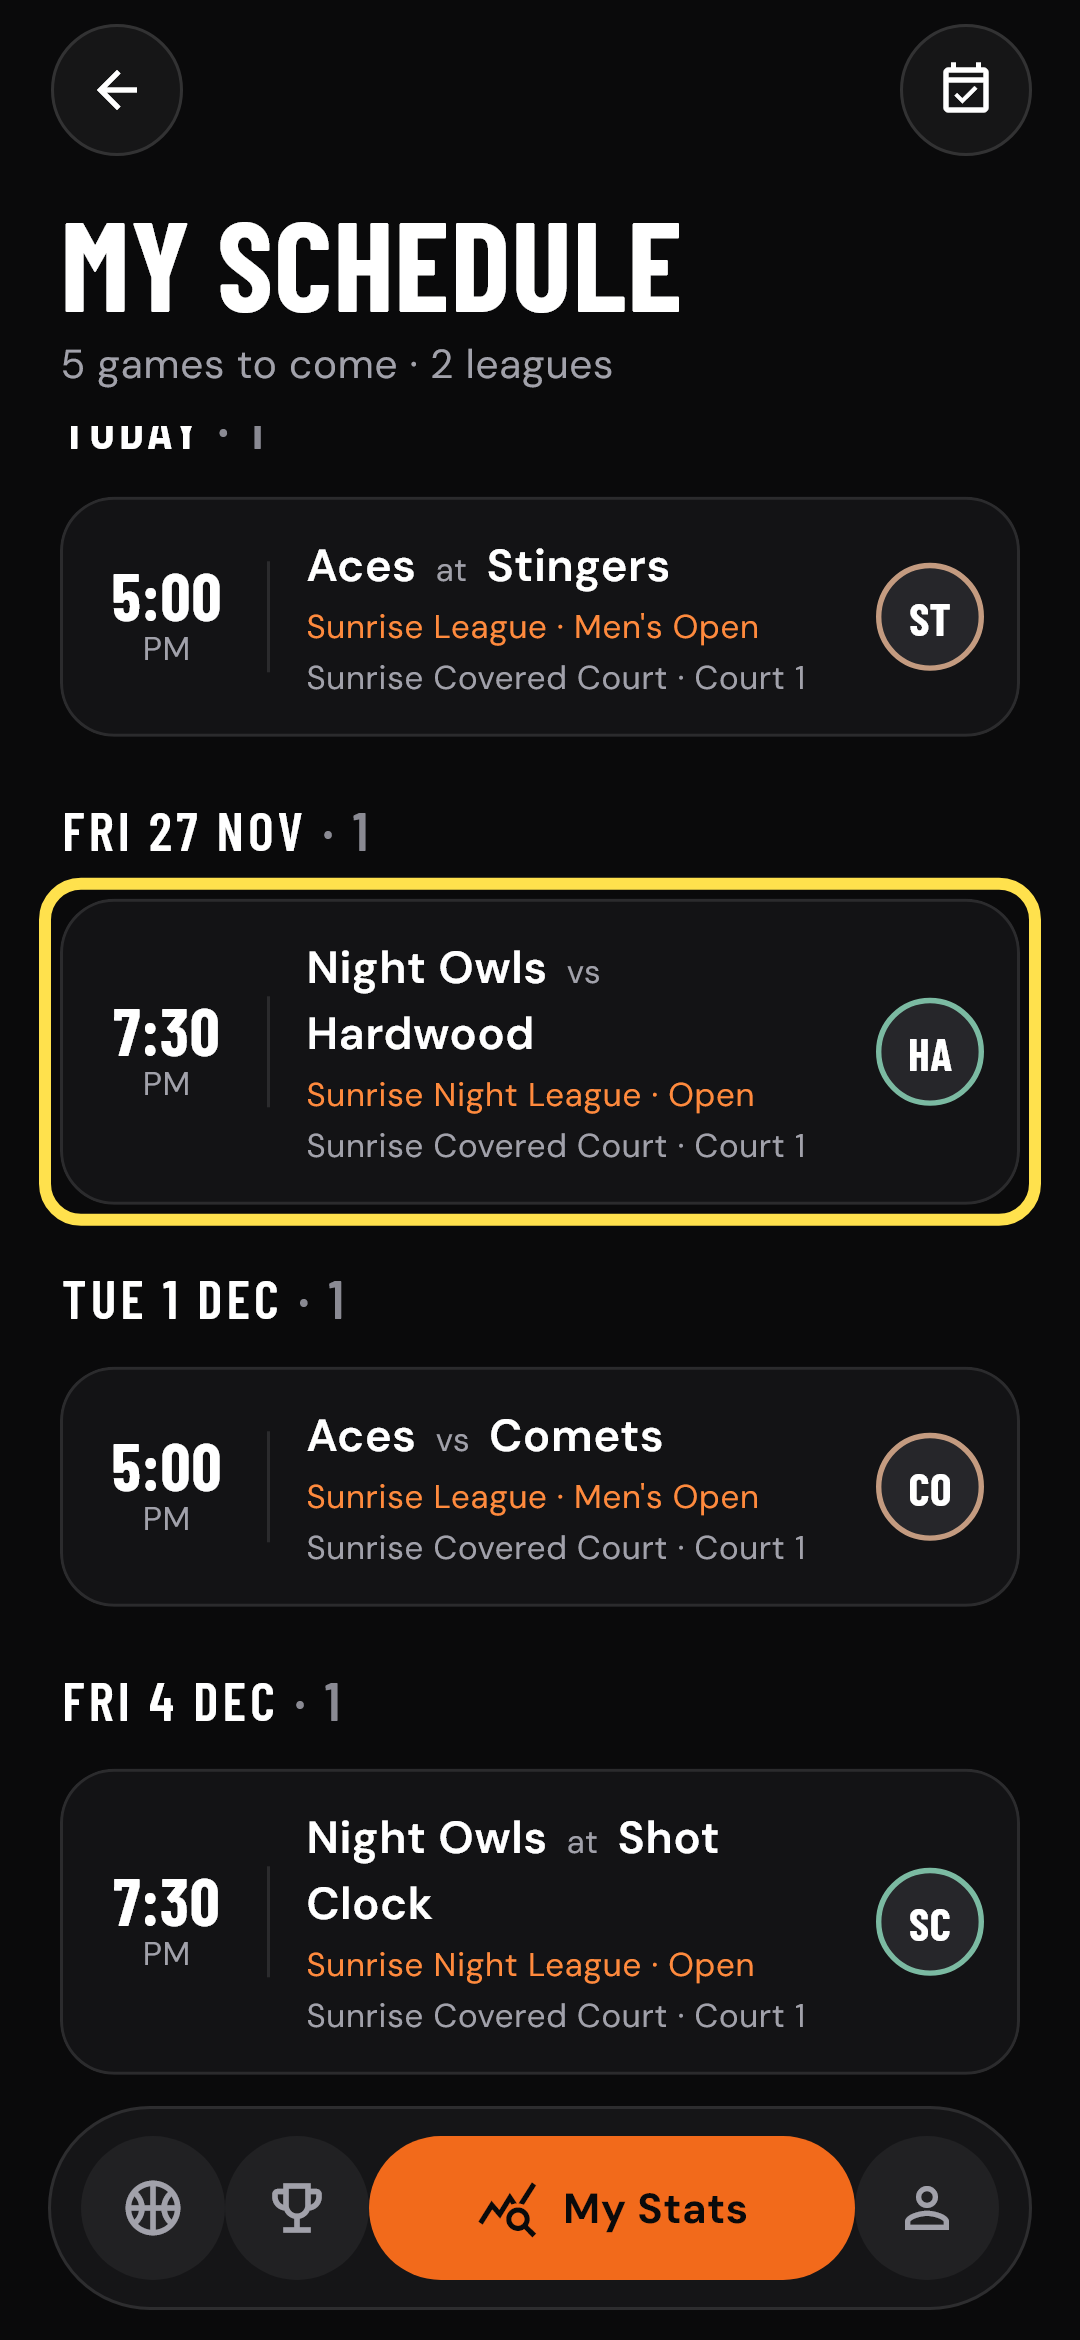 MY SCHEDULE
5 games to come · 2 leagues
TODAY · 1
5:00
PM
Aces at Stingers
Sunrise League · Men's Open
Sunrise Covered Court · Court 1
ST
FRI 27 NOV · 1
7:30
PM
Night Owls vs
Hardwood
Sunrise Night League · Open
Sunrise Covered Court · Court 1
HA
TUE 1 DEC · 1
5:00
PM
Aces vs Comets
Sunrise League · Men's Open
Sunrise Covered Court · Court 1
CO
FRI 4 DEC · 1
7:30
PM
Night Owls at Shot
Clock
Sunrise Night League · Open
Sunrise Covered Court · Court 1
SC
My Stats